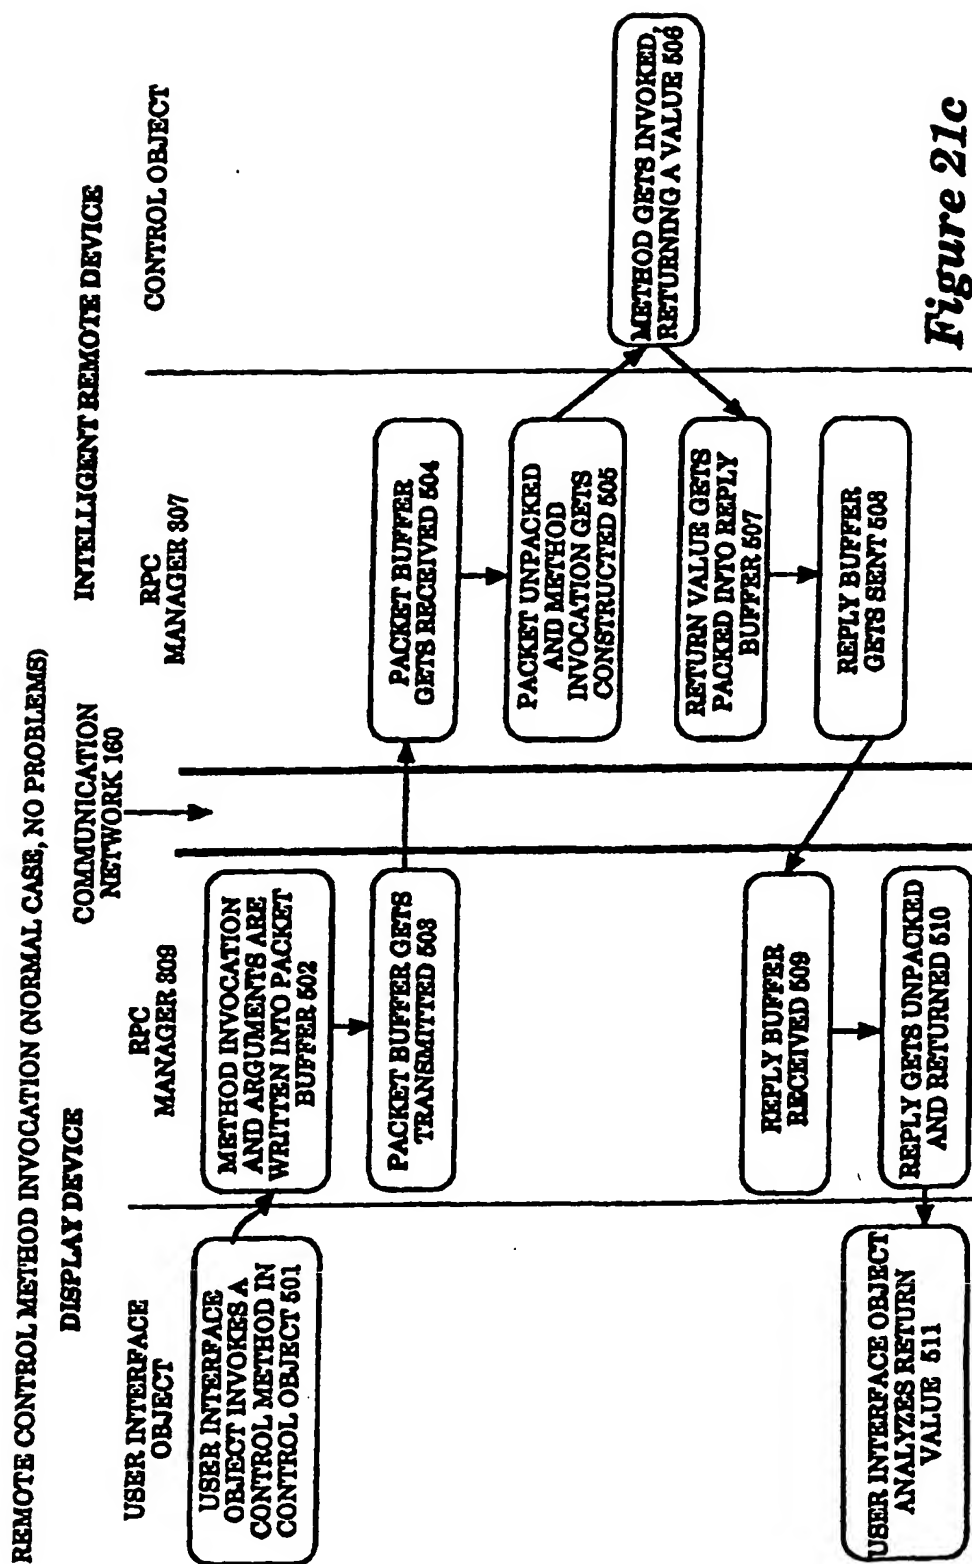 REMOTE CONTROL METHOD INVOCATION (NORMAL CASE, NO PROBLEMS)
DISPLAY DEVICE
INTELLIGENT REMOTE DEVICE
USER INTERFACE
OBJECT
RPC
MANAGER 309
COMMUNICATION
NETWORK 160
RPC
MANAGER 307
CONTROL OBJECT
USER INTERFACE
OBJECT INVOKES A
CONTROL METHOD IN
CONTROL OBJECT 501
METHOD INVOCATION
AND ARGUMENTS ARE
WRITTEN INTO PACKET
BUFFER 502
PACKET BUFFER GETS
TRANSMITTED 503
PACKET BUFFER
GETS RECEIVED 504
PACKET UNPACKED
AND METHOD
INVOCATION GETS
CONSTRUCTED 505
METHOD GETS INVOKED,
RETURNING A VALUE 506
RETURN VALUE GETS
PACKED INTO REPLY
BUFFER 507
REPLY BUFFER
GETS SENT 508
REPLY BUFFER
RECEIVED 509
REPLY GETS UNPACKED
AND RETURNED 510
USER INTERFACE OBJECT
ANALYZES RETURN
VALUE 511
Figure 21c